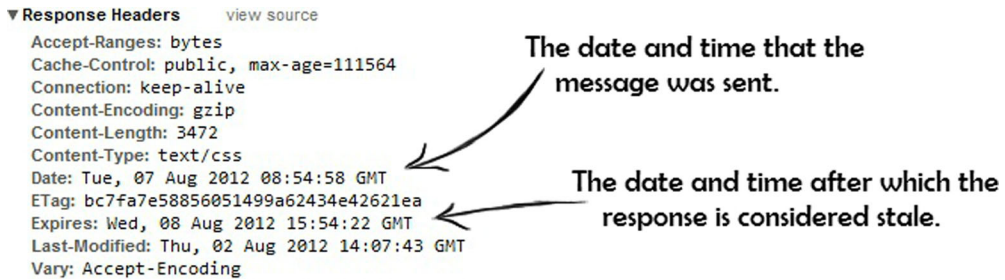 ▼Response Headers view source
Accept-Ranges: bytes
Cache-Control: public, max-age=111564
Connection: keep-alive
Content-Encoding: gzip
Content-Length: 3472
Content-Type: text/css
Date: Tue, 07 Aug 2012 08:54:58 GMT
ETag: bc7fa7e58856051499a62434e42621ea
Expires: Wed, 08 Aug 2012 15:54:22 GMT
Last-Modified: Thu, 02 Aug 2012 14:07:43 GMT
Vary: Accept-Encoding
The date and time that the
message was sent.
The date and time after which the
response is considered stale.